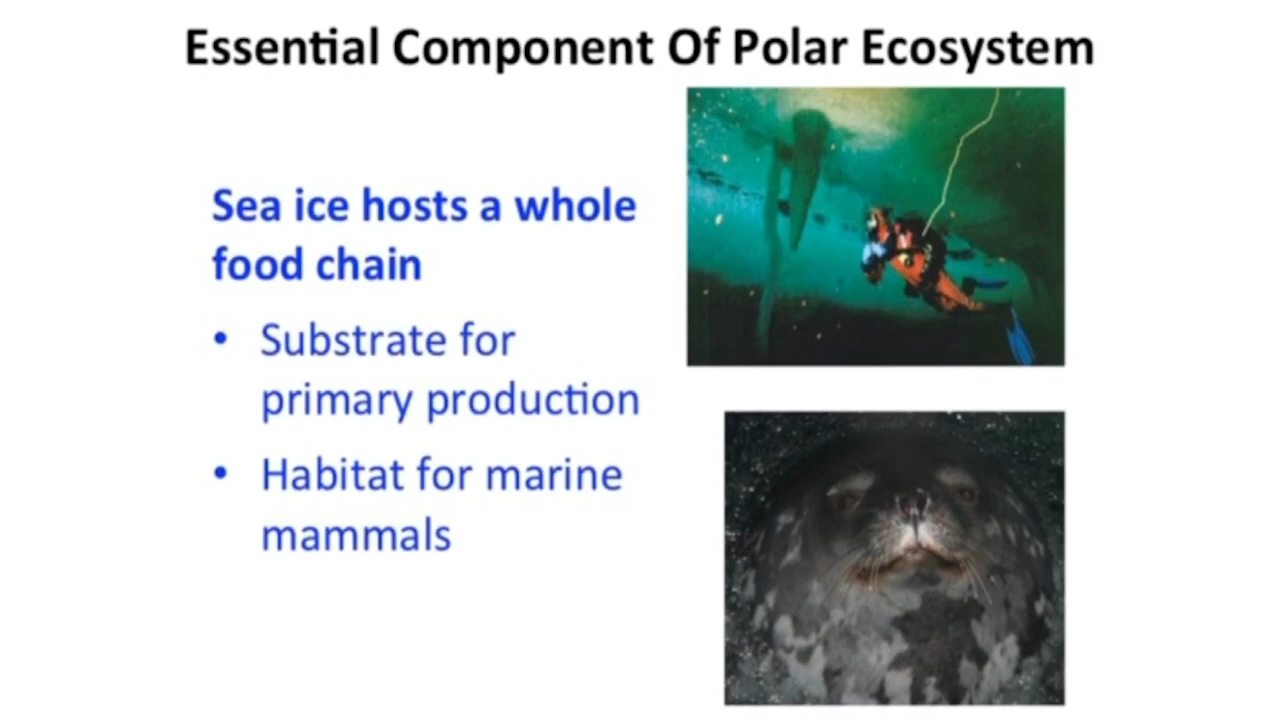 Essential Component Of Polar Ecosystem
Sea ice hosts a whole
food chain
• Substrate for
primary production
• Habitat for marine
mammals